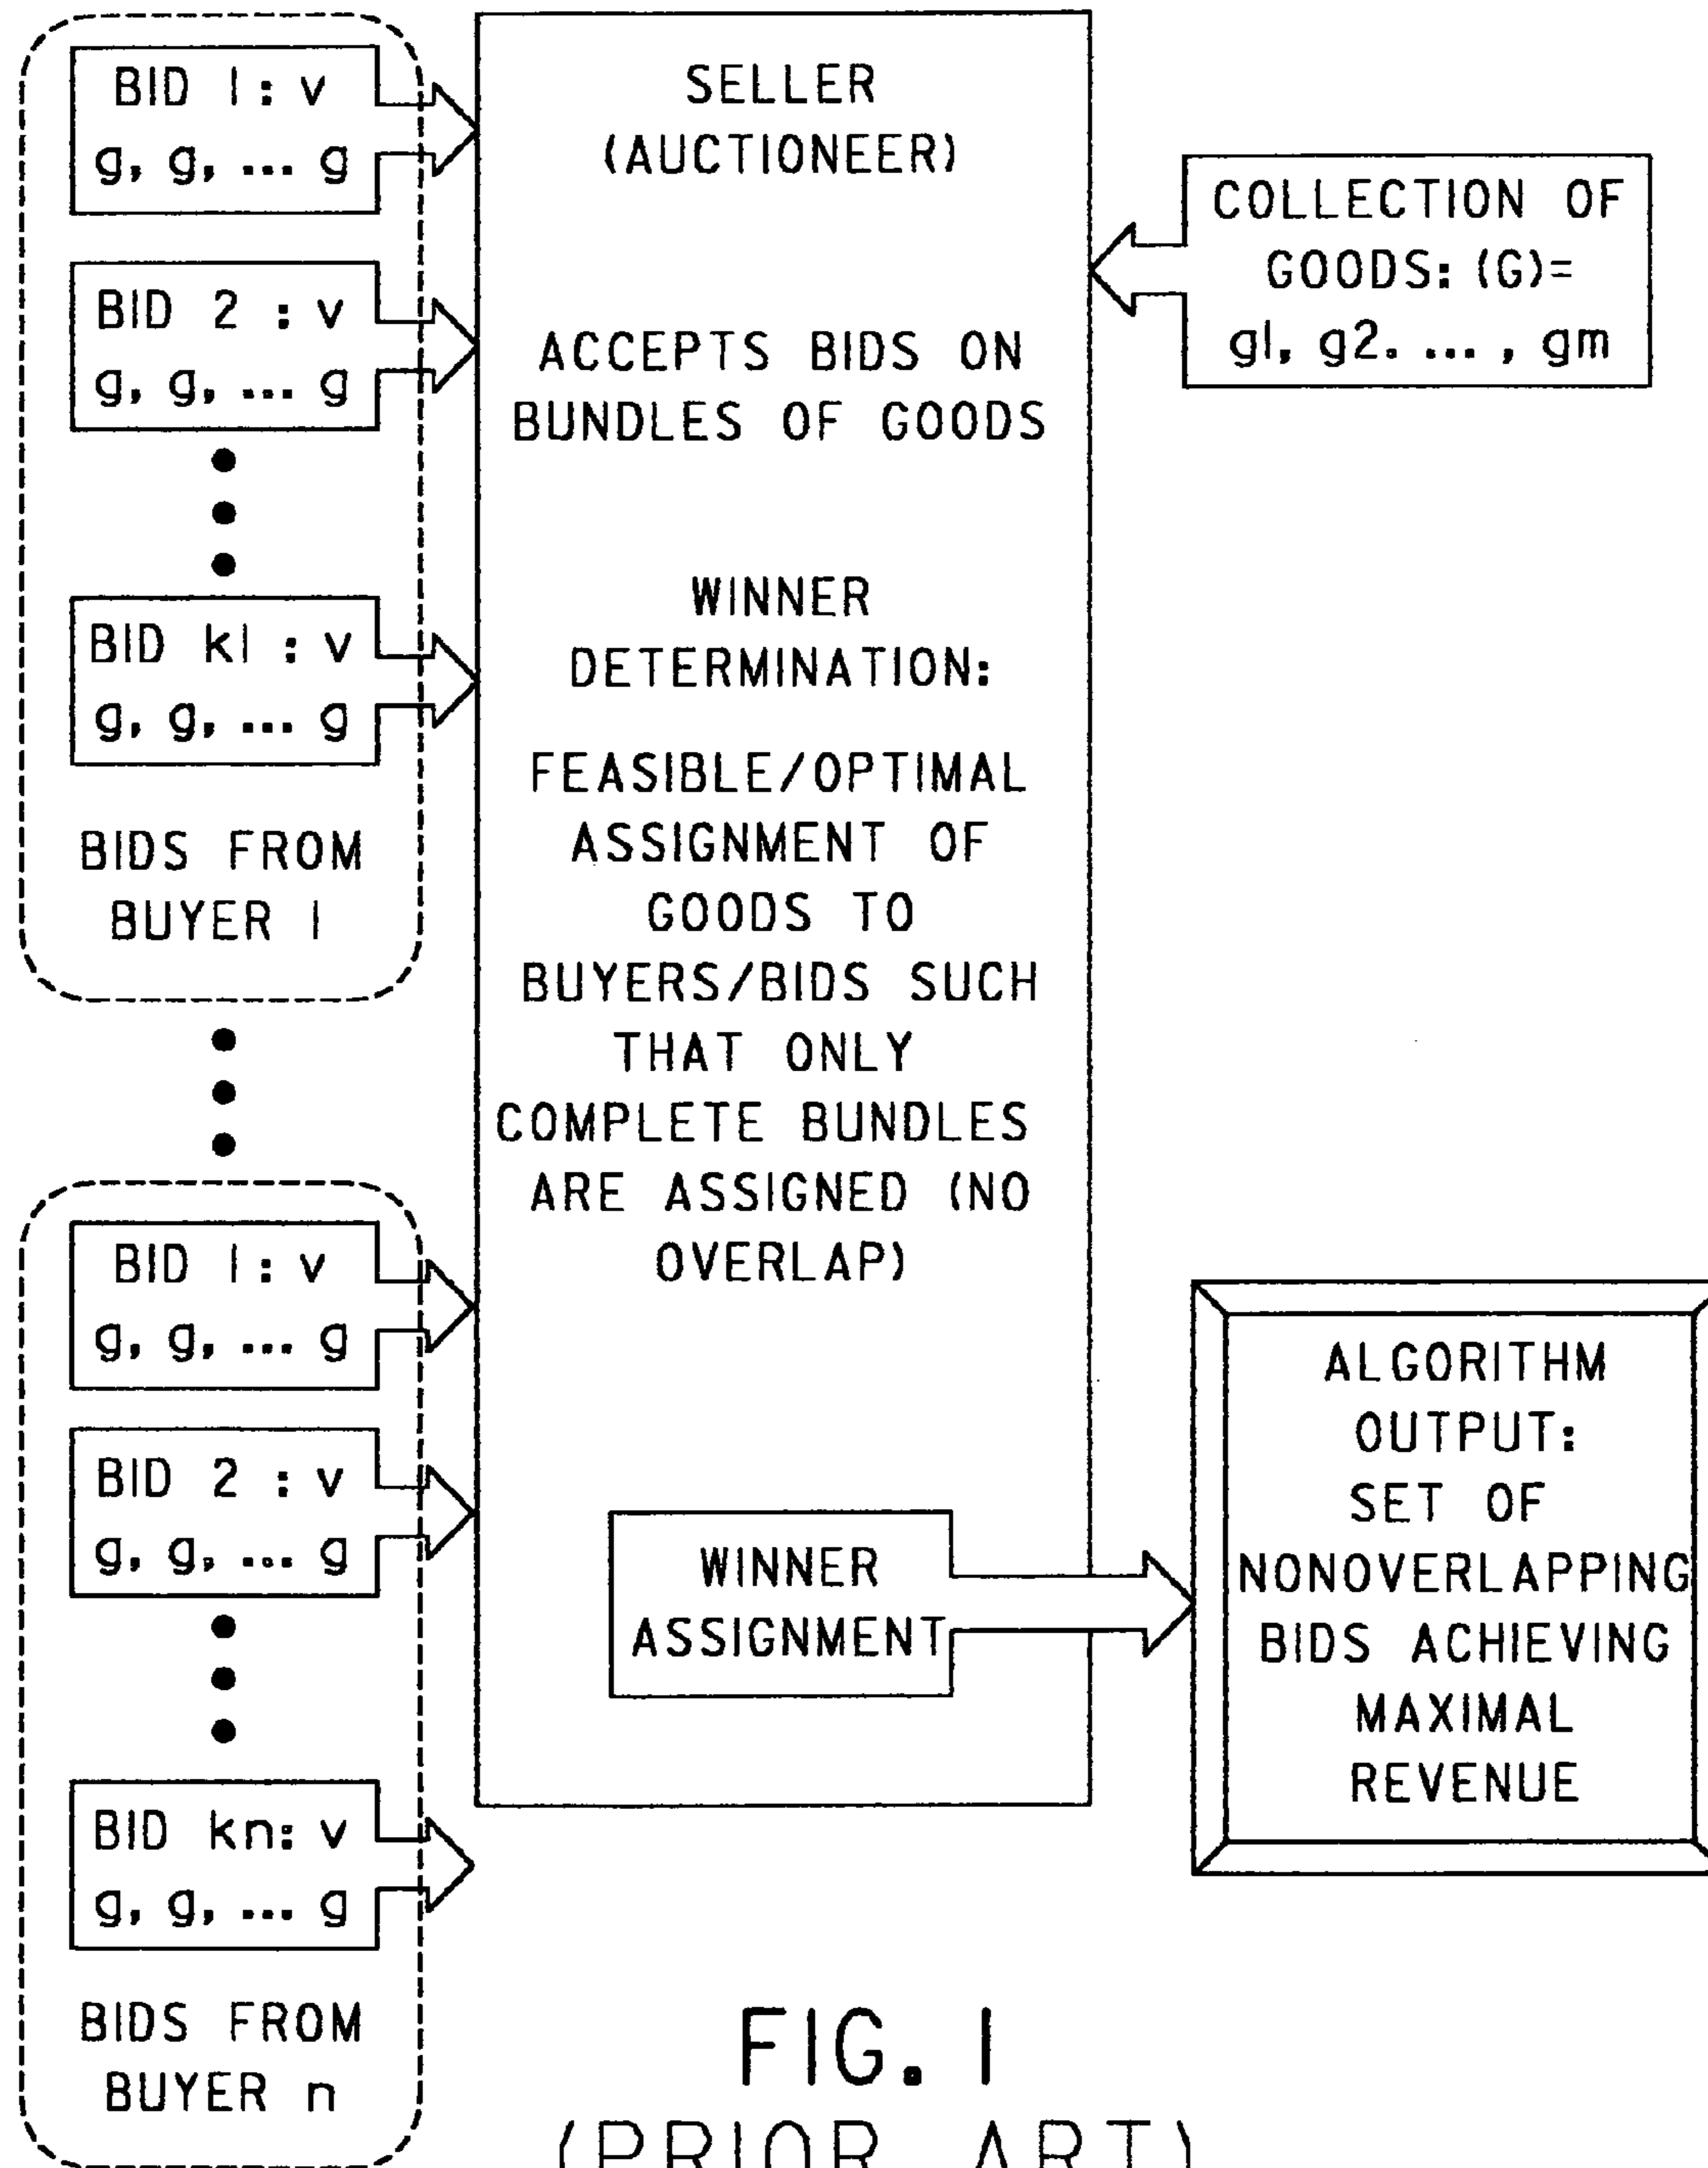 BID 1: v
g, g, ... g
BID 2 : v
g, g, ... g
BID k1 : v
g, g, ... g
BIDS FROM
BUYER 1
BID 1: v
g, g, ... g
BID 2 : v
g, g, ... g
BID kn: v
g, g, ... g
BIDS FROM
BUYER n
SELLER
(AUCTIONEER)
ACCEPTS BIDS ON
BUNDLES OF GOODS
WINNER
DETERMINATION:
FEASIBLE/OPTIMAL
ASSIGNMENT OF
GOODS TO
BUYERS/BIDS SUCH
THAT ONLY
COMPLETE BUNDLES
ARE ASSIGNED (NO
OVERLAP)
WINNER
ASSIGNMENT
COLLECTION OF
GOODS: (G)=
g1, g2. ... , gm
ALGORITHM
OUTPUT:
SET OF
NONOVERLAPPING
BIDS ACHIEVING
MAXIMAL
REVENUE
FIG. 1
(PRIOR ART)